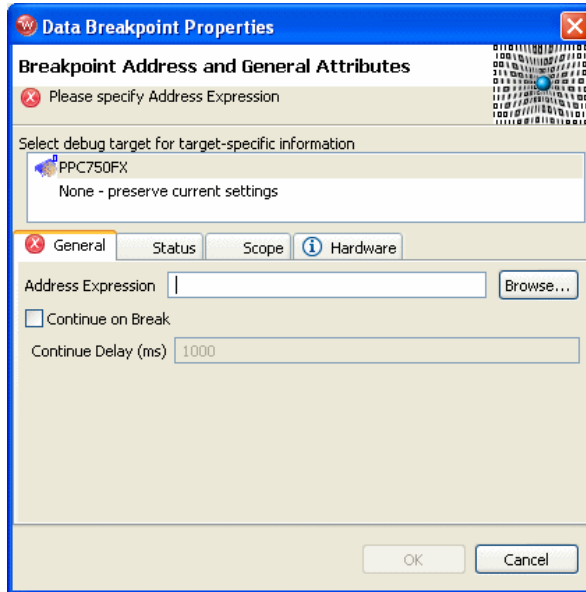 Data Breakpoint Properties
Breakpoint Address and General Attributes
Please specify Address Expression
Select debug target for target-specific information
PPC750FX
None - preserve current settings
General Status Scope Hardware
Address Expression Browse...
Continue on Break
Continue Delay (ms) 1000
OK Cancel